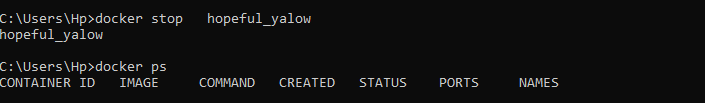 C:\Users\Hp>docker stop   hopeful_yalow
hopeful_yalow
C:\Users\Hp>docker ps
CONTAINER ID   IMAGE     COMMAND   CREATED   STATUS    PORTS     NAMES